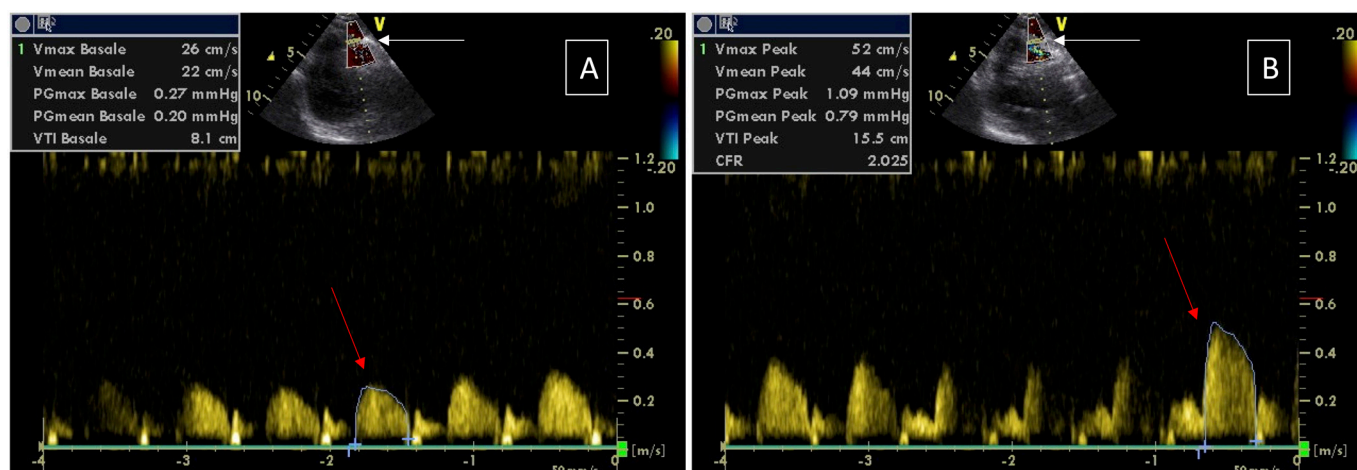 1 Vmax Basale 26 cm/s
Vmean Basale 22 cm/s
PGmax Basale 0.27 mmHg
PGmean Basale 0.20 mmHg
VTI Basale 8.1 cm
V
5
10
A
.20
-.20
1.2
1.0
0.8
0.6
0.4
0.2
[m/s]
-4
-3
-2
-1
0
1 Vmax Peak 52 cm/s
Vmean Peak 44 cm/s
PGmax Peak 1.09 mmHg
PGmean Peak 0.79 mmHg
VTI Peak 15.5 cm
CFR 2.025
V
5
10
B
.20
-.20
1.2
1.0
0.8
0.6
0.4
0.2
[m/s]
-4
-3
-2
-1
0